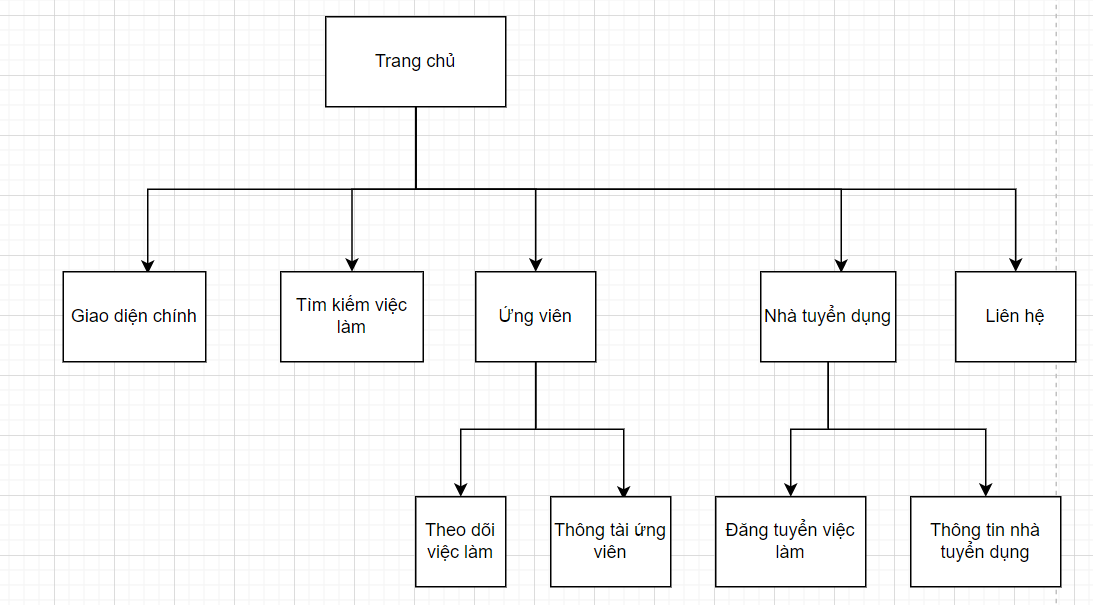 Trang chủ
Giao diện chính
Tìm kiếm việc
làm
Ứng viên
Nhà tuyển dụng
Liên hệ
Theo dõi
việc làm
Thông tài ứng
viên
Đăng tuyển việc
làm
Thông tin nhà
tuyển dụng